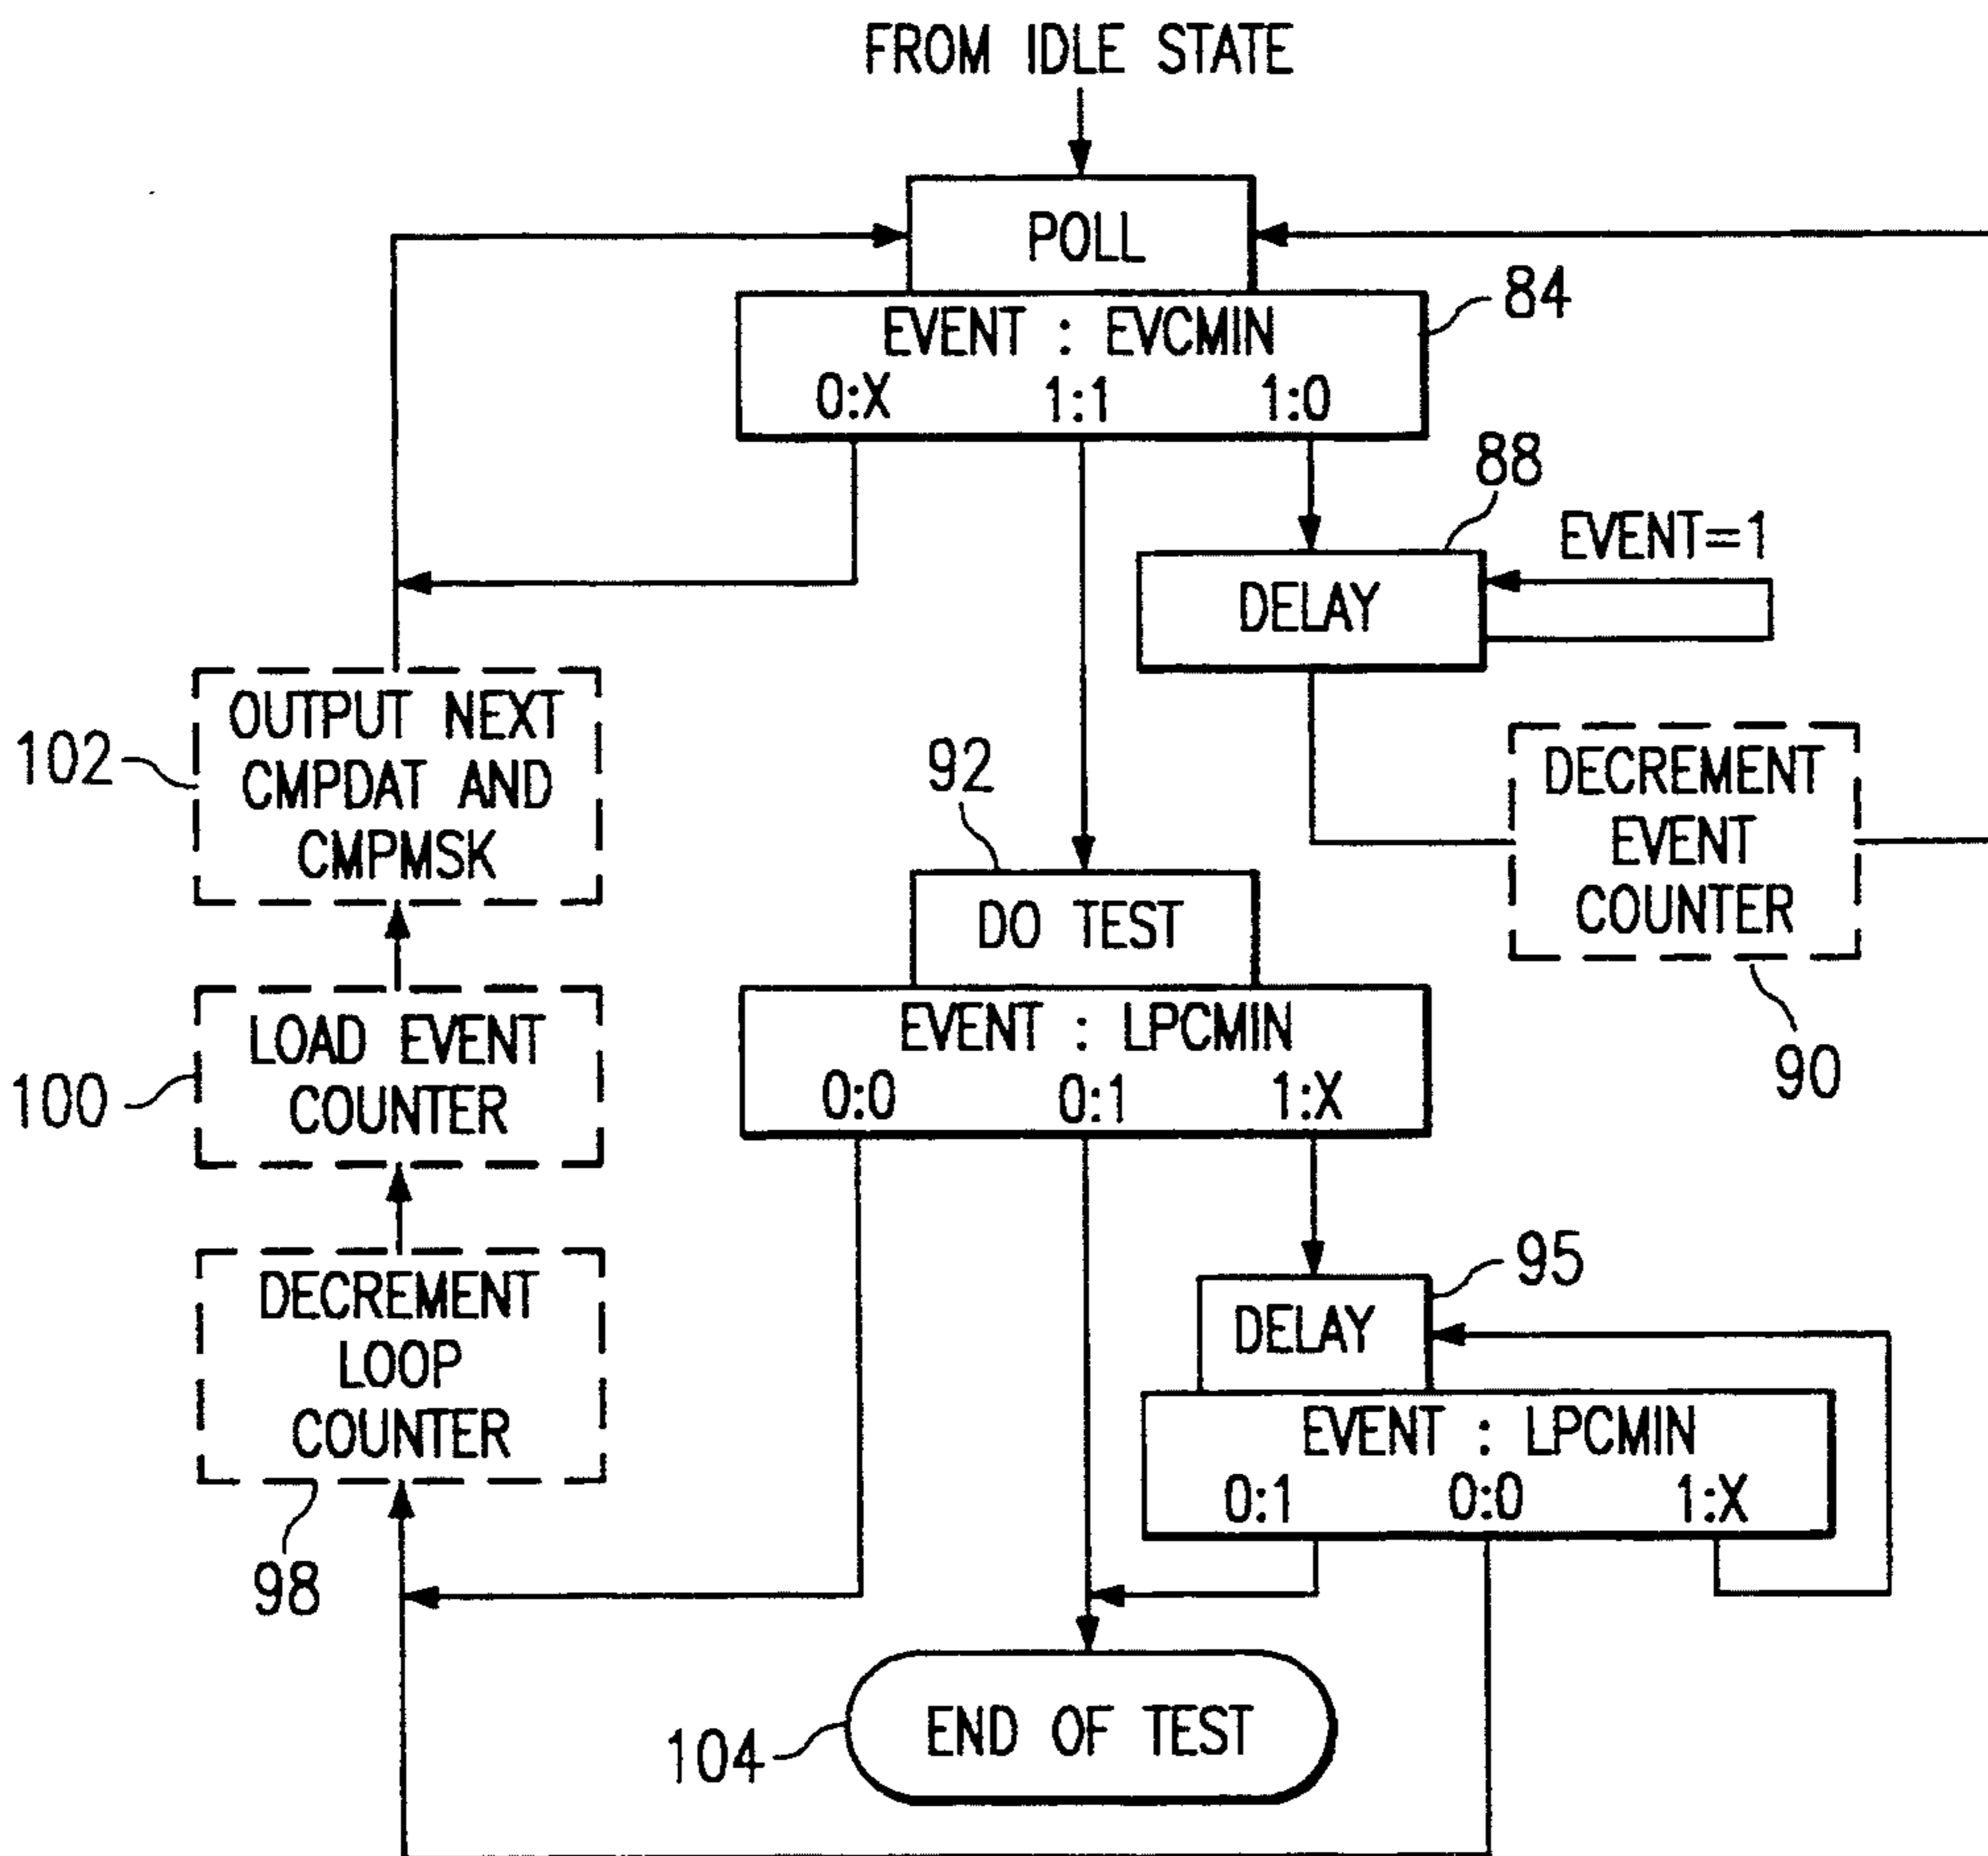 FROM IDLE STATE
POLL
EVENT : EVCMIN
0:X 1:1 1:0
84
88
EVENT=1
DELAY
OUTPUT NEXT
CMPDAT AND
CMPMSK
102
92
DECREMENT
EVENT
COUNTER
90
DO TEST
EVENT : LPCMIN
0:0 0:1 1:X
LOAD EVENT
COUNTER
100
DECREMENT
LOOP
COUNTER
98
95
DELAY
EVENT : LPCMIN
0:1 0:0 1:X
END OF TEST
104